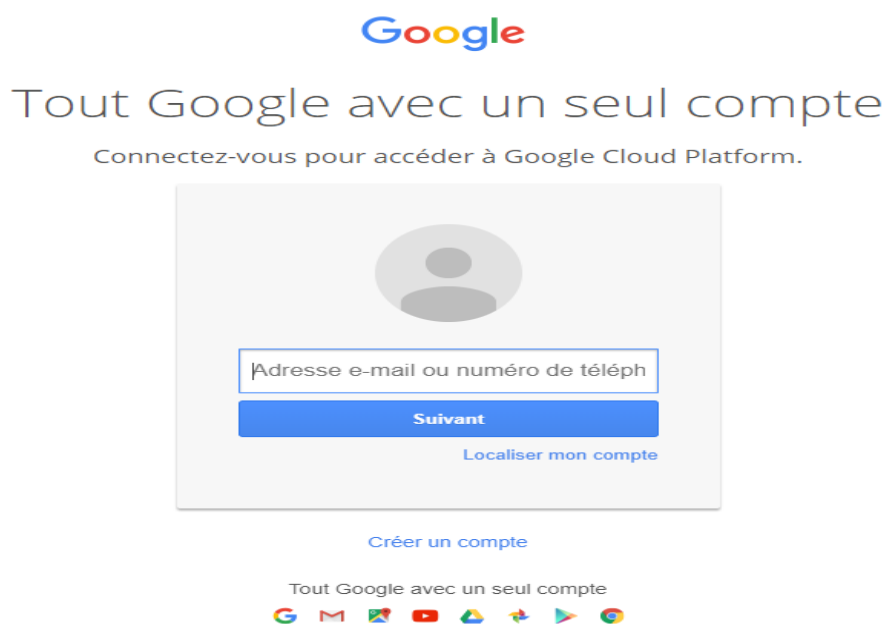 Google
Tout Google avec un seul compte
Connectez-vous pour accéder à Google Cloud Platform.
Adresse e-mail ou numéro de téléph
Suivant
Localiser mon compte
Créer un compte
Tout Google avec un seul compte